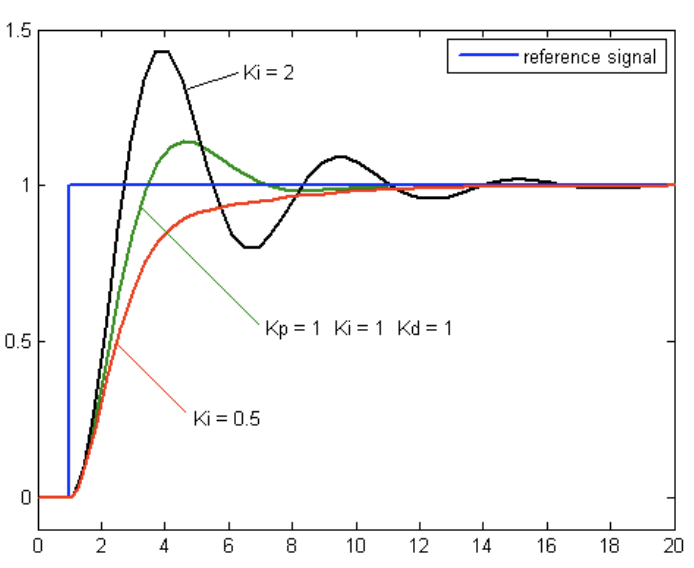 1.5
reference signal
Ki = 2
1
Kp = 1 Ki = 1 Kd = 1
0.5
Ki = 0.5
0
0 2 4 6 8 10 12 14 16 18 20